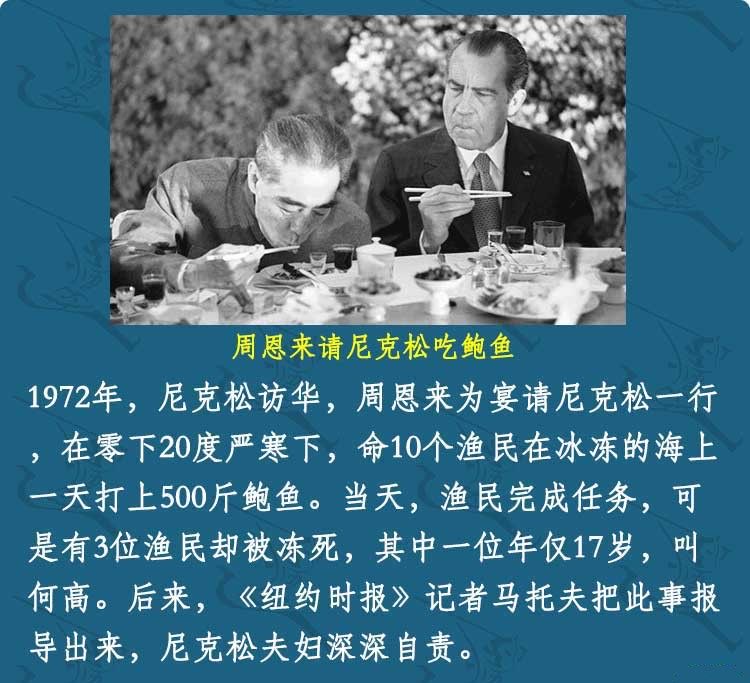 周恩来请尼克松吃鲍鱼
1972年，尼克松访华，周恩来为宴请尼克松一行
，在零下20度严寒下，命10个渔民在冰冻的海上
一天打上500斤鲍鱼。当天，渔民完成任务，可
是有3位渔民却被冻死，其中一位年仅17岁，叫
何高。后来，《纽约时报》记者马托夫把此事报
导出来，尼克松夫妇深深自责。